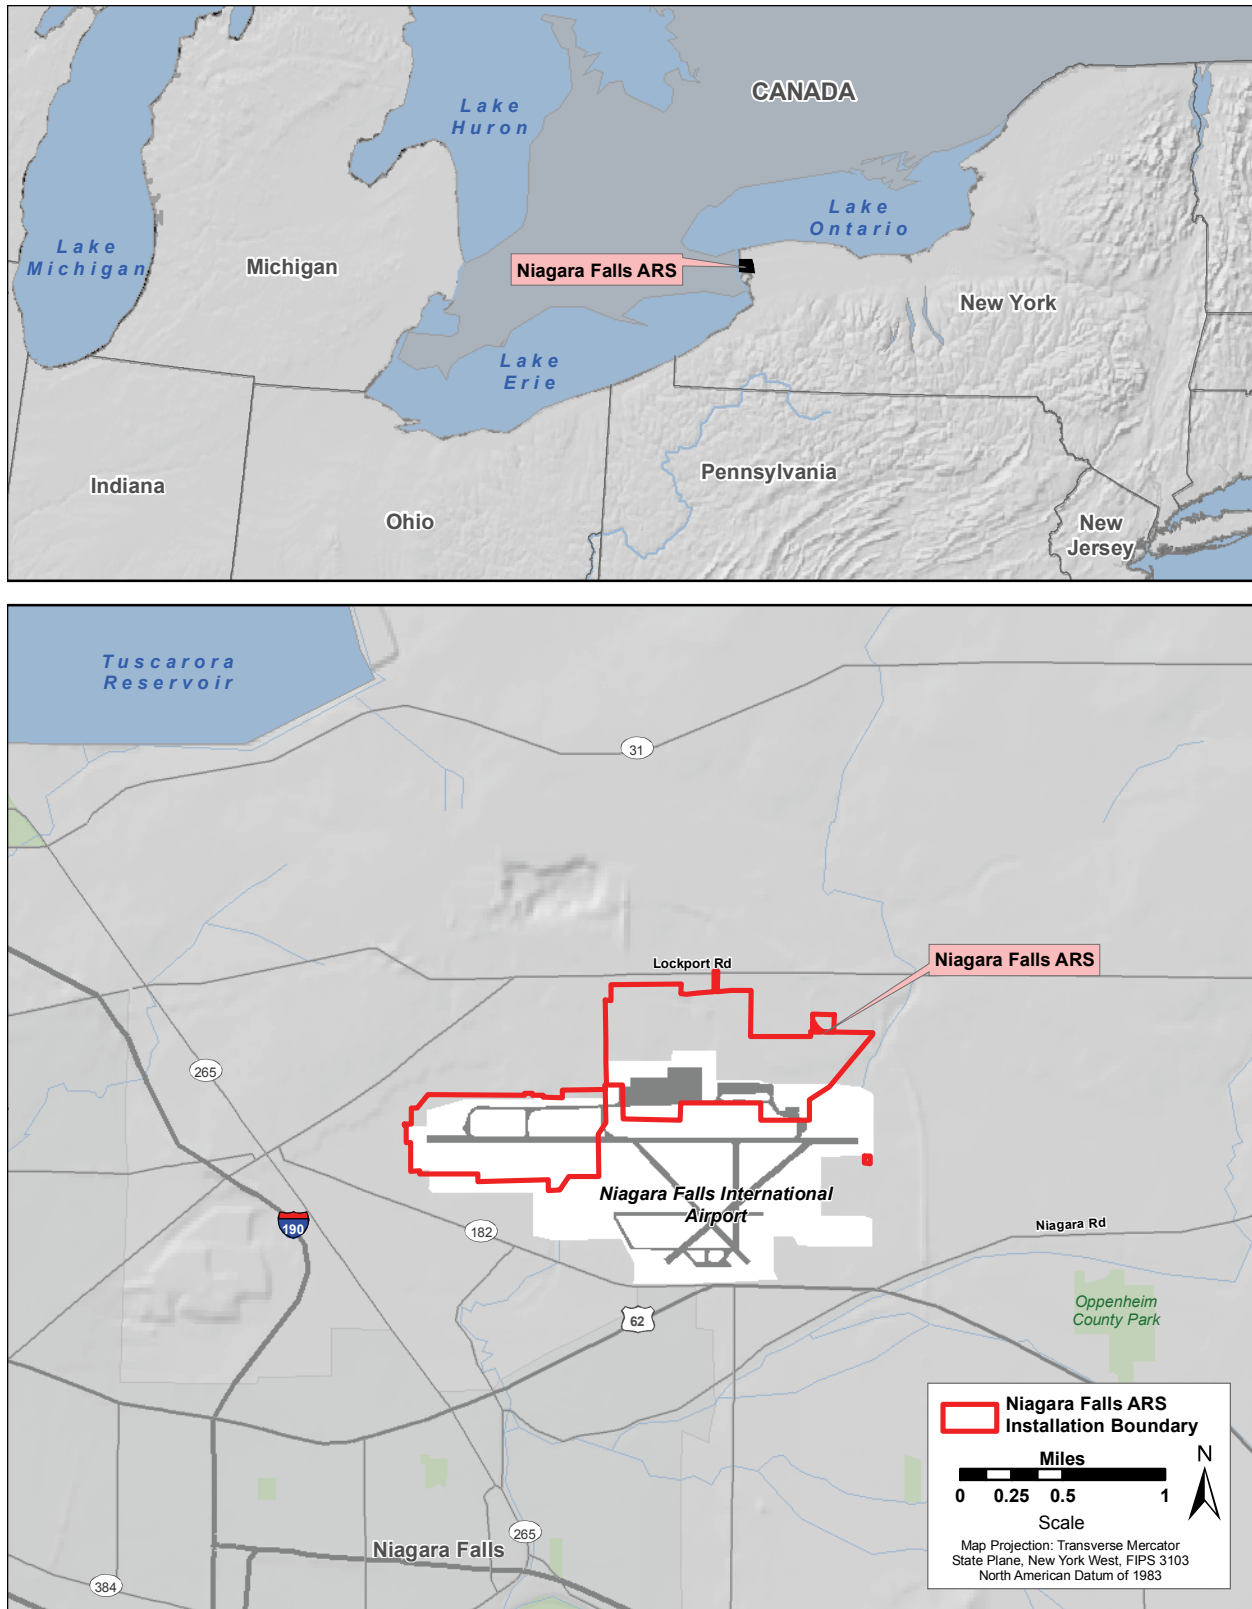 CANADA
Lake
Huron
Lake
Ontario
Lake
Michigan
Michigan
Niagara Falls ARS
New York
Lake
Erie
Indiana
Ohio
Pennsylvania
New
Jersey
Tuscarora
Reservoir
31
Lockport Rd
Niagara Falls ARS
265
Niagara Falls International
Airport
190
182
Niagara Rd
62
Oppenheim
County Park
265
Niagara Falls
384
Niagara Falls ARS
Installation Boundary
Miles
N
0 0.25 0.5 1
Scale
Map Projection: Transverse Mercator
State Plane, New York West, FIPS 3103
North American Datum of 1983